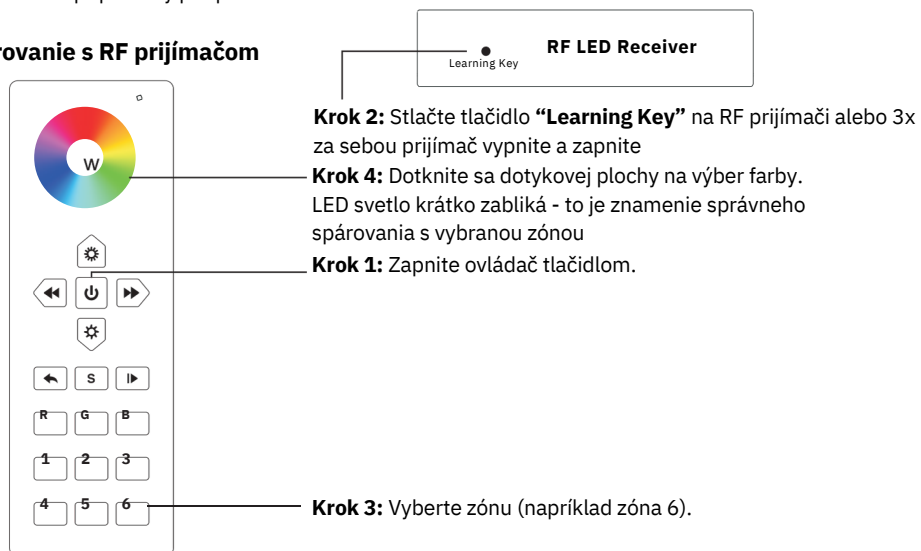 rovanie s RF prijímačom
RF LED Receiver
Learning Key
Krok 2: Stlačte tlačidlo “Learning Key” na RF prijímači alebo 3x
za sebou prijímač vypnite a zapnite
Krok 4: Dotknite sa dotykovej plochy na výber farby.
LED svetlo krátko zabliká - to je znamenie správneho
spárovania s vybranou zónou
Krok 1: Zapnite ovládač tlačidlom.
W
S
R G B
1 2 3
4 5 6
Krok 3: Vyberte zónu (napríklad zóna 6).